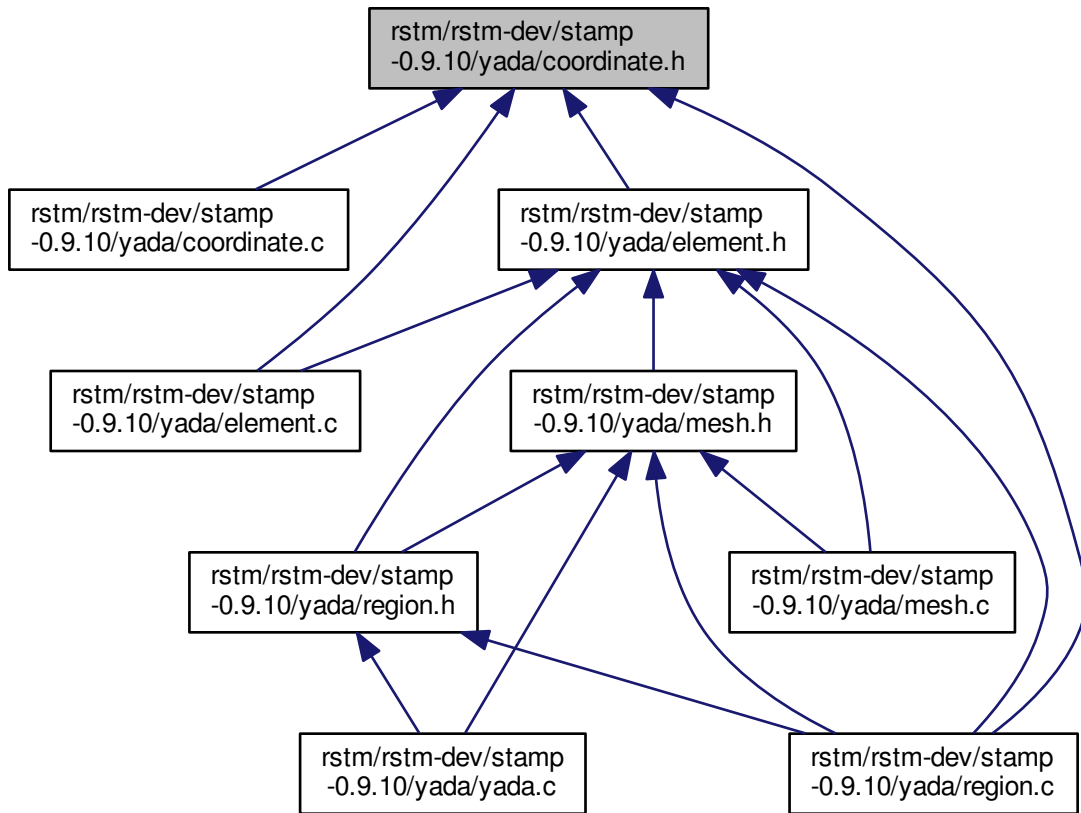 rstm/rstm-dev/stamp
-0.9.10/yada/coordinate.h
rstm/rstm-dev/stamp
-0.9.10/yada/coordinate.c
rstm/rstm-dev/stamp
-0.9.10/yada/element.h
rstm/rstm-dev/stamp
-0.9.10/yada/element.c
rstm/rstm-dev/stamp
-0.9.10/yada/mesh.h
rstm/rstm-dev/stamp
-0.9.10/yada/region.h
rstm/rstm-dev/stamp
-0.9.10/yada/mesh.c
rstm/rstm-dev/stamp
-0.9.10/yada/yada.c
rstm/rstm-dev/stamp
-0.9.10/yada/region.c